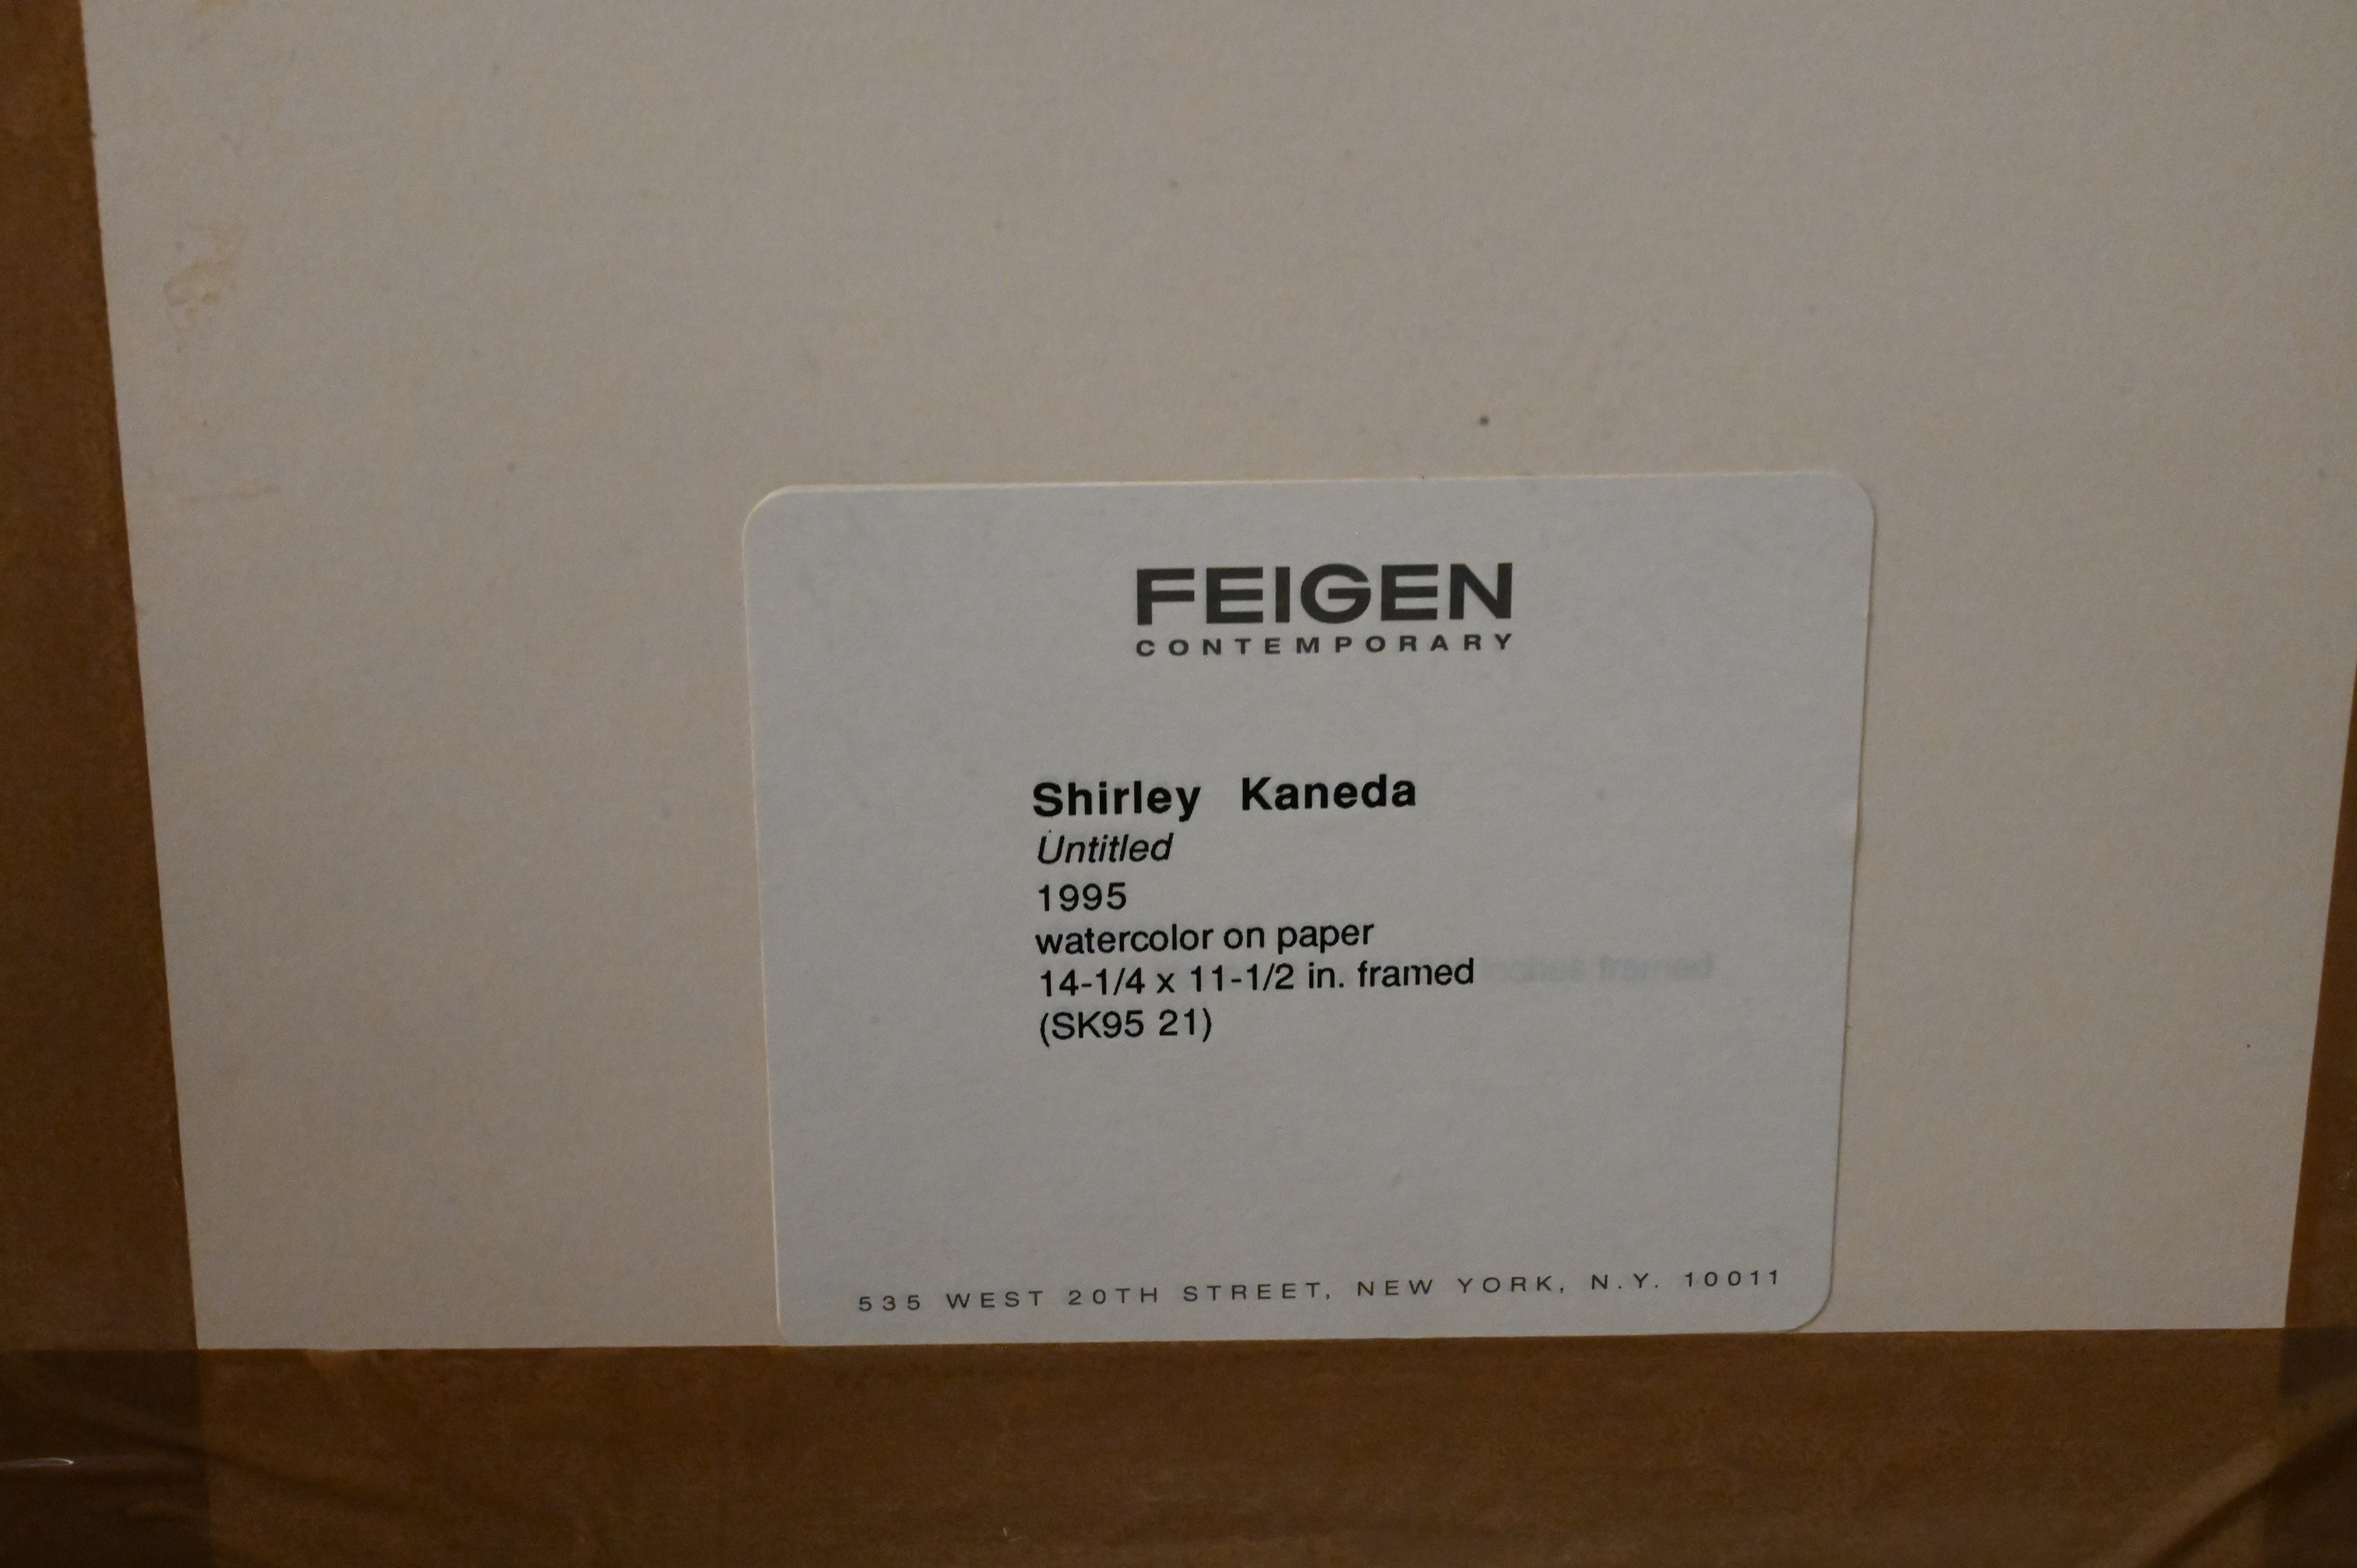 FEIGEN
CONTEMPORARY
Shirley Kaneda
Untitled
1995
watercolor on paper
14-1/4 x 11-1/2 in. framed
(SK95 21)
535 WEST 20TH STREET, NEW YORK, N.Y. 10011